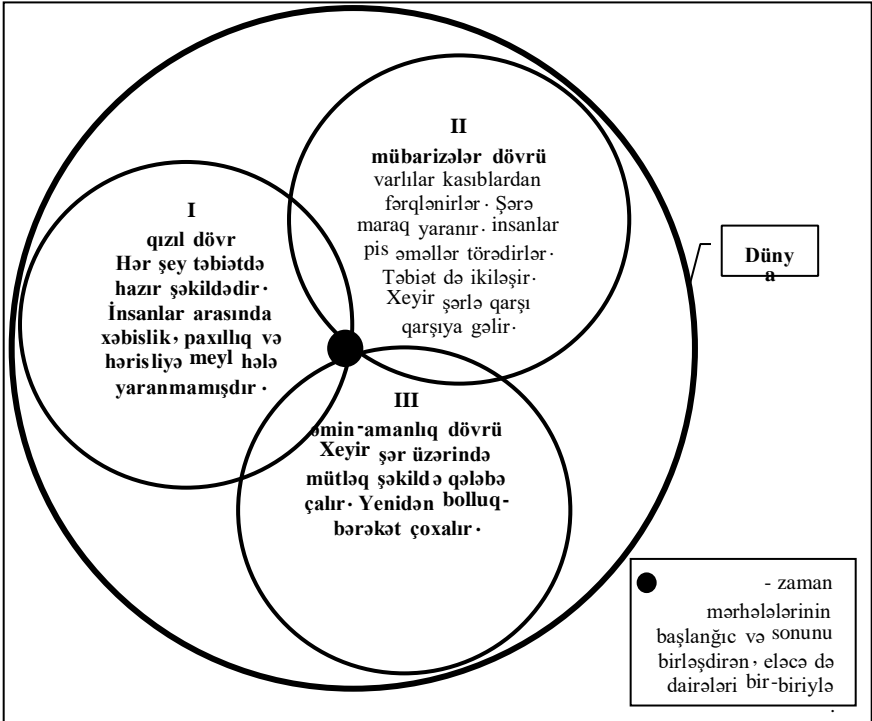 I
qızıl dövr
Hər şey təbiətdə
hazır şəkildədir.
İnsanlar arasında
xəbislik, paxıllıq və
hərisliyə meyl hələ
yaranmamışdır.
II
mübarizələr dövrü
varlılar kasıblardan
fərqlənirlər. Şərə
maraq yaranır. insanlar
pis əməllər törədirlər.
Təbiət də ikiləşir.
Xeyir şərlə qarşı
qarşıya gəlir.
III
əmin-amanlıq dövrü
Xeyir şər üzərində
mütləq şəkildə qələbə
çalır. Yenidən bolluq-
bərəkət çoxalır.
Düny
a
- zaman
mərhələlərinin
başlanğıc və sonunu
birləşdirən, eləcə də
dairələri bir-biriylə
.